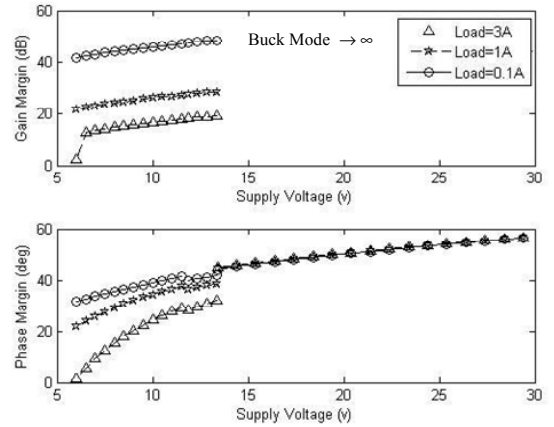 60
40
20
0
Gain Margin (dB)
Buck Mode → ∞
Load=3A
Load=1A
Load=0.1A
5
10
15
20
25
30
Supply Voltage (v)
60
40
20
0
Phase Margin (deg)
5
10
15
20
25
30
Supply Voltage (v)